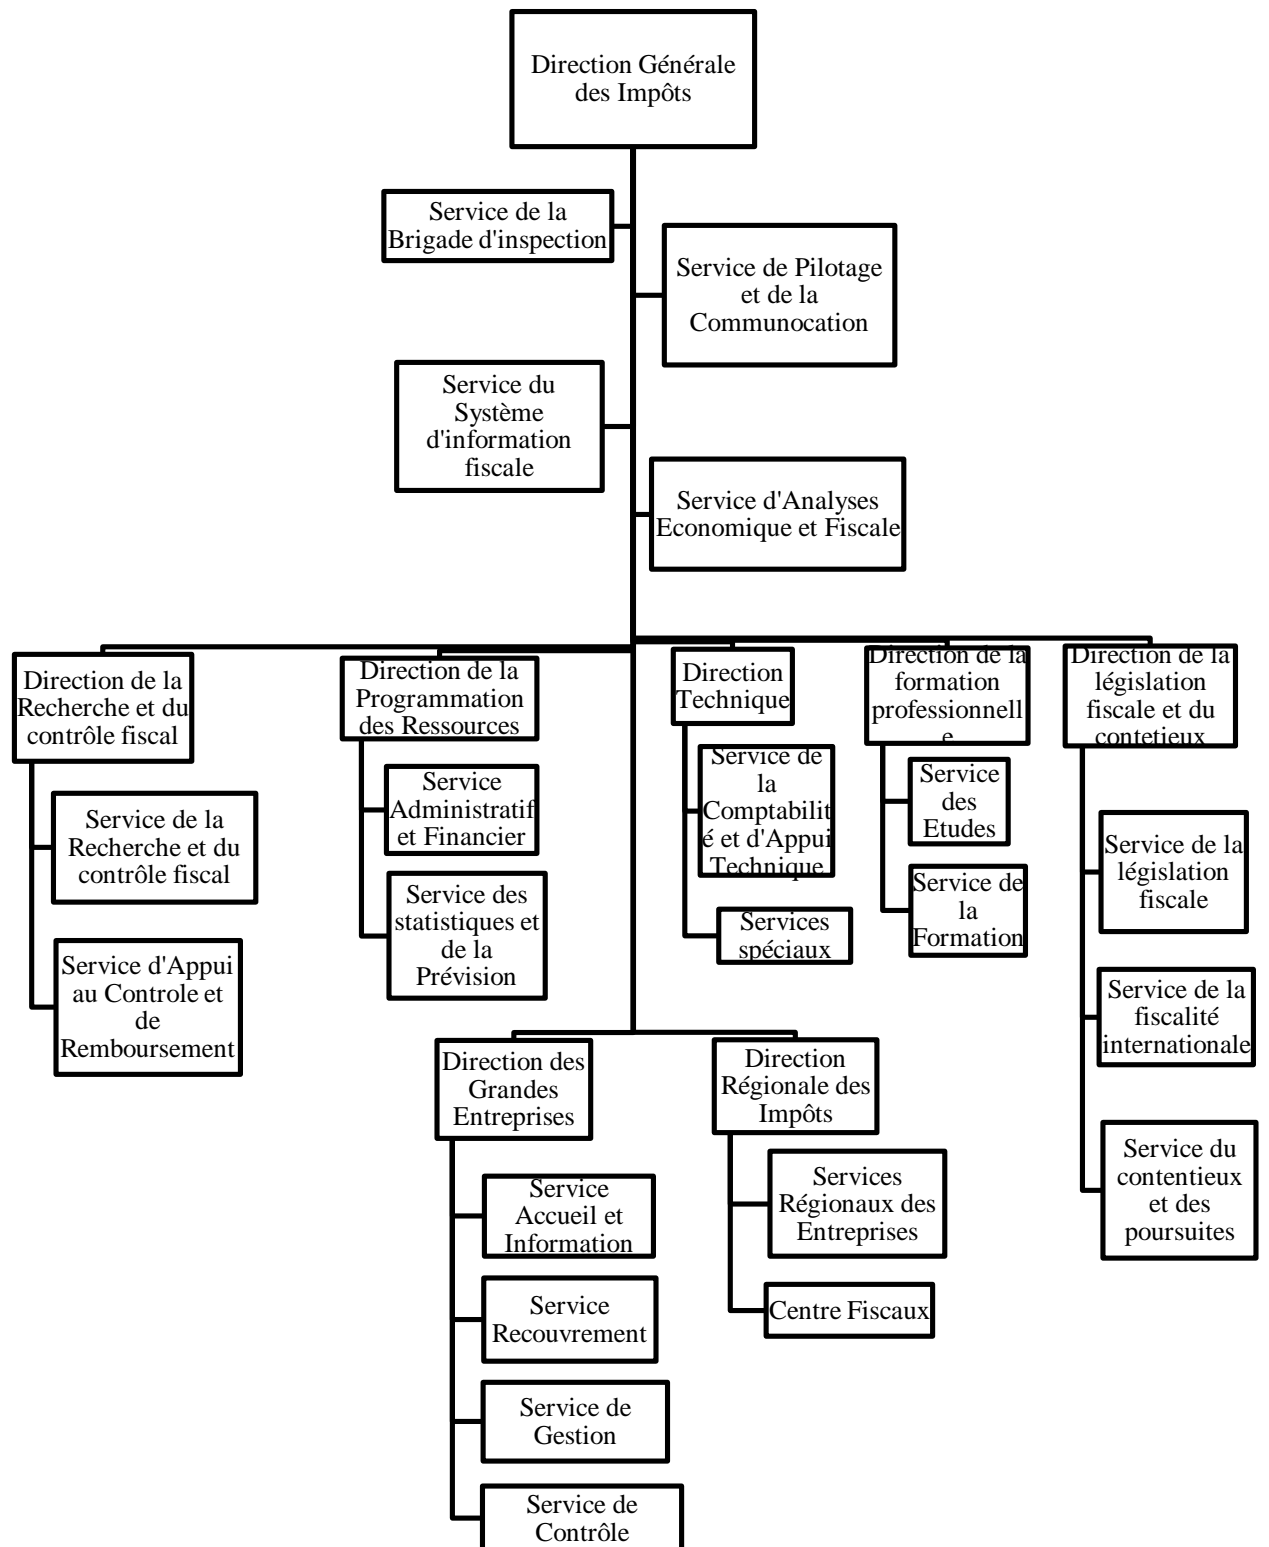 Direction Générale
des Impôts
Service de la
Brigade d'inspection
Service de Pilotage
et de la
Communocation
Service du
Système
d'information
fiscale
Service d'Analyses
Economique et Fiscale
Direction de la
Recherche et du
contrôle fiscal
Service de la
Recherche et du
contrôle fiscal
Service d'Appui
au Controle et
de
Remboursement
Direction de la
Programmation
des Ressources
Service
Administratif
et Financier
Service des
statistiques et
de la
Prévision
Direction
Technique
Service de
la
Comptabilit
é et d'Appui
Technique
Services
spéciaux
Direction de la
formation
professionnell
e
Service
des
Etudes
Service de
la
Formation
Direction de la
législation
fiscale et du
contetieux
Service de la
législation
fiscale
Service de la
fiscalité
internationale
Service du
contentieux
et des
poursuites
Direction des
Grandes
Entreprises
Service
Accueil et
Information
Service
Recouvrement
Service de
Gestion
Service de
Contrôle
Direction
Régionale des
Impôts
Services
Régionaux des
Entreprises
Centre Fiscaux